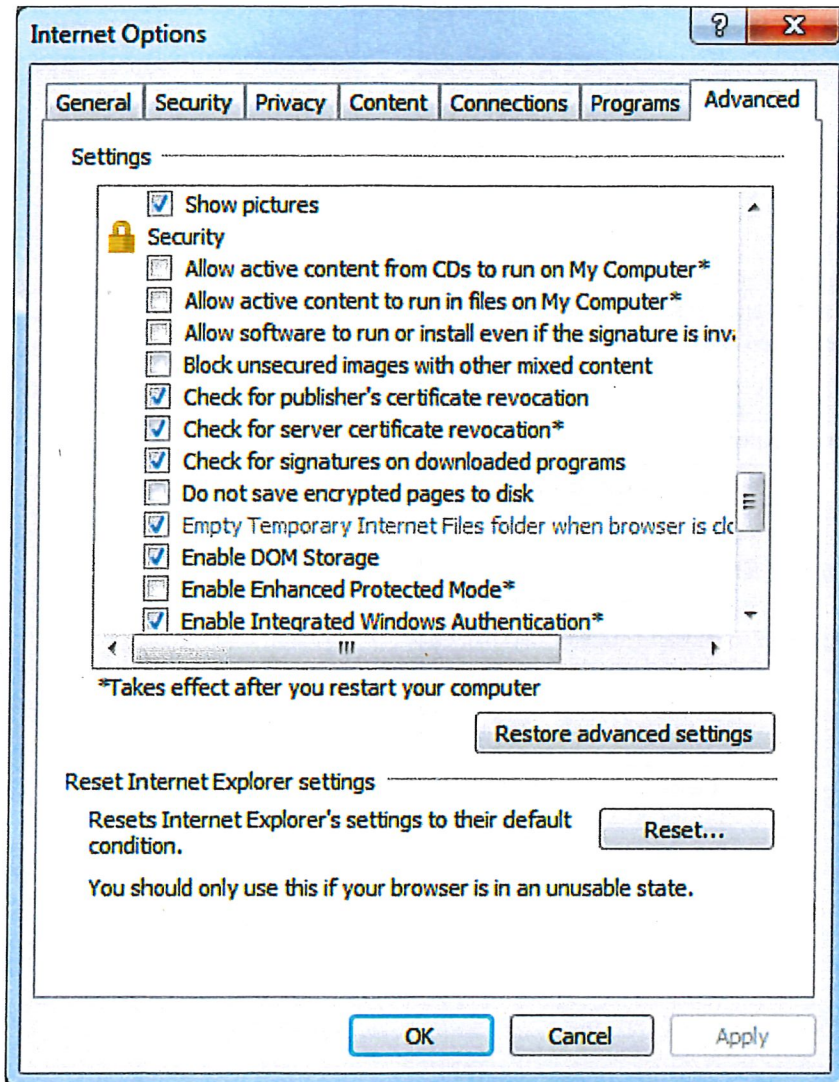 Internet Options
General Security Privacy Content Connections Programs Advanced
Settings
Show pictures
Security
Allow active content from CDs to run on My Computer*
Allow active content to run in files on My Computer*
Allow software to run or install even if the signature is inva
Block unsecured images with other mixed content
Check for publisher's certificate revocation
Check for server certificate revocation*
Check for signatures on downloaded programs
Do not save encrypted pages to disk
Empty Temporary Internet Files folder when browser is clo
Enable DOM Storage
Enable Enhanced Protected Mode*
Enable Integrated Windows Authentication*
*Takes effect after you restart your computer
Restore advanced settings
Reset Internet Explorer settings
Resets Internet Explorer's settings to their default
condition.
Reset...
You should only use this if your browser is in an unusable state.
OK Cancel Apply